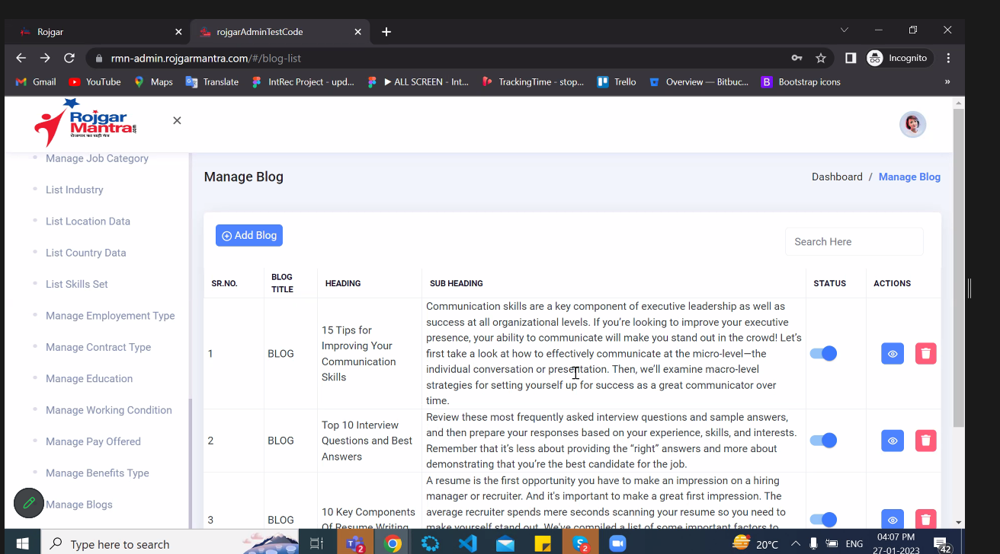 Rojgar
rojgarAdminTestCode
rmn-admin.rojgarmantra.com/#/blog-list
Incognito
Gmail
YouTube
Maps
Translate
IntRec Project - upd...
▶ ALL SCREEN - Int...
TrackingTime - stop...
Trello
Overview — Bitbuc...
Bootstrap icons
»
Rojgar
Mantra.com
रोजगार का सही मंत्र
Manage Job Category
List Industry
List Location Data
List Country Data
List Skills Set
Manage Employement Type
Manage Contract Type
Manage Education
Manage Working Condition
Manage Pay Offered
Manage Benefits Type
Manage Blogs
Manage Blog
Dashboard / Manage Blog
Add Blog
Search Here
SR.NO.
BLOG
TITLE
HEADING
SUB HEADING
STATUS
ACTIONS
1
BLOG
15 Tips for
Improving Your
Communication
Skills
Communication skills are a key component of executive leadership as well as
success at all organizational levels. If you’re looking to improve your executive
presence, your ability to communicate will make you stand out in the crowd! Let’s
first take a look at how to effectively communicate at the micro-level—the
individual conversation or presentation. Then, we’ll examine macro-level
strategies for setting yourself up for success as a great communicator over
time.
2
BLOG
Top 10 Interview
Questions and Best
Answers
Review these most frequently asked interview questions and sample answers,
and then prepare your responses based on your experience, skills, and interests.
Remember that it’s less about providing the “right” answers and more about
demonstrating that you’re the best candidate for the job.
3
BLOG
10 Key Components
Of Resume Writing
A resume is the first opportunity you have to make an impression on a hiring
manager or recruiter. And it's important to make a great first impression. The
average recruiter spends mere seconds scanning your resume so you need to
make yourself stand out. We've compiled a list of some important factors to
Type here to search
2
2
20°C
ENG
04:07 PM
27-01-2023
42